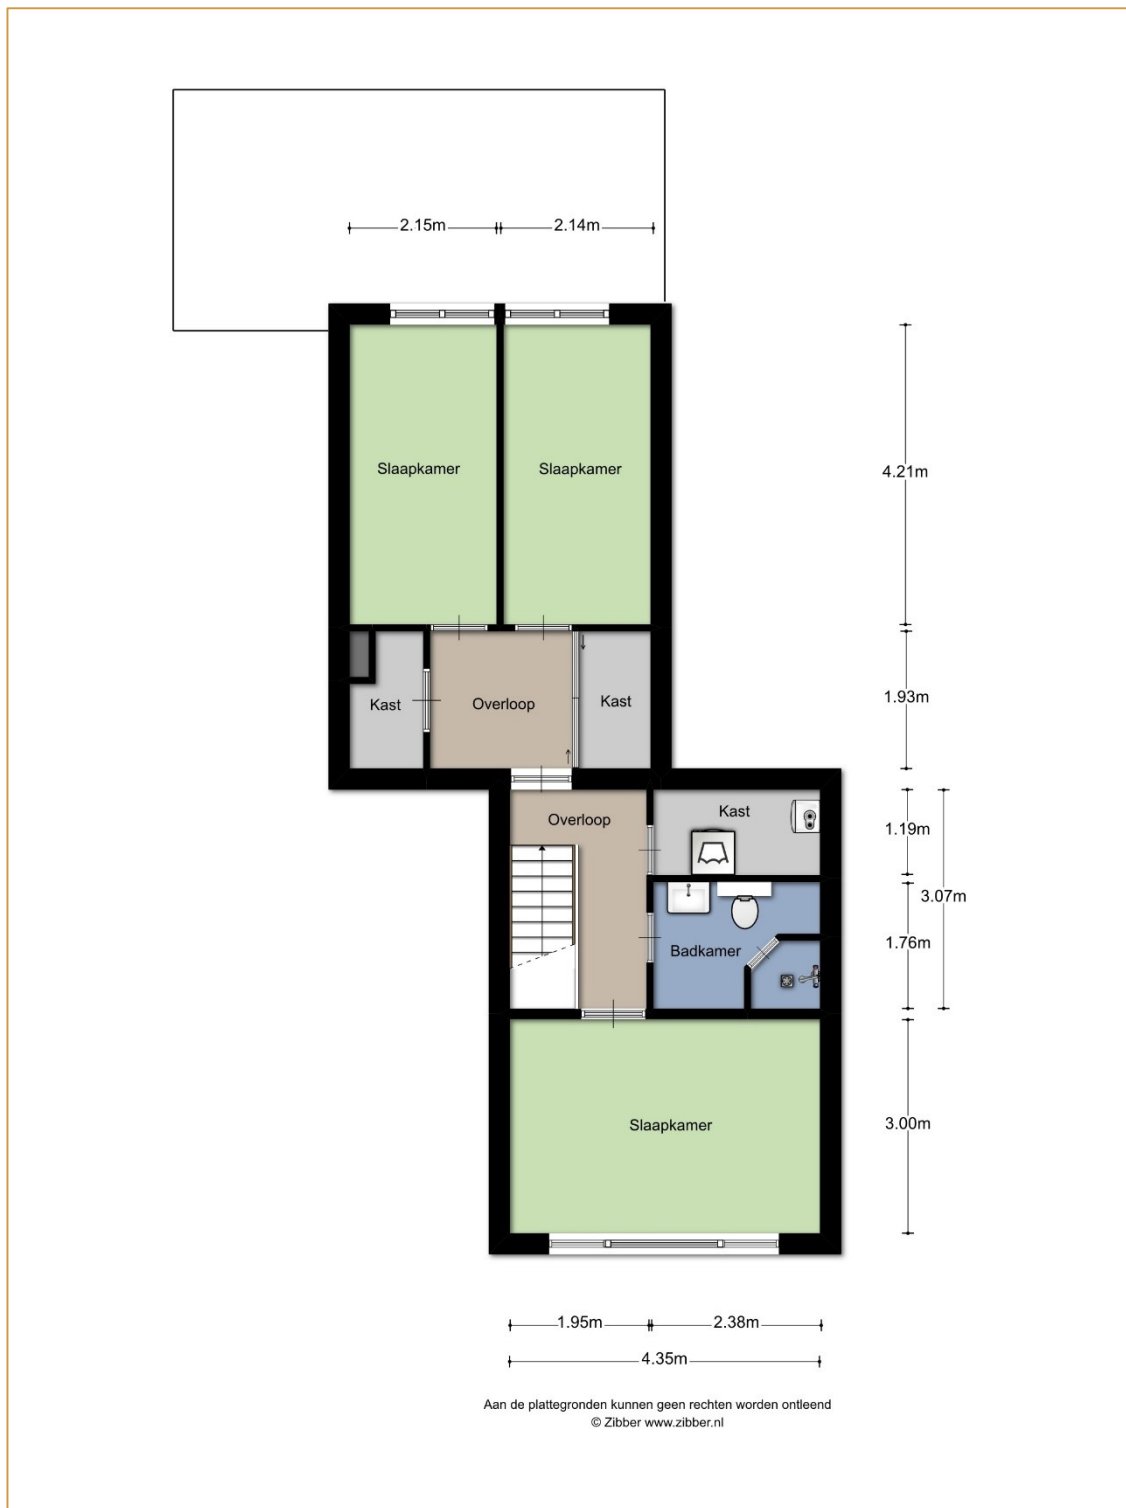 2.15m
2.14m
Slaapkamer
Slaapkamer
4.21m
Kast
Overloop
Kast
1.93m
Overloop
Kast
1.19m
3.07m
Badkamer
1.76m
Slaapkamer
3.00m
1.95m
2.38m
4.35m
Aan de plattegronden kunnen geen rechten worden ontleend
© Zibber www.zibber.nl